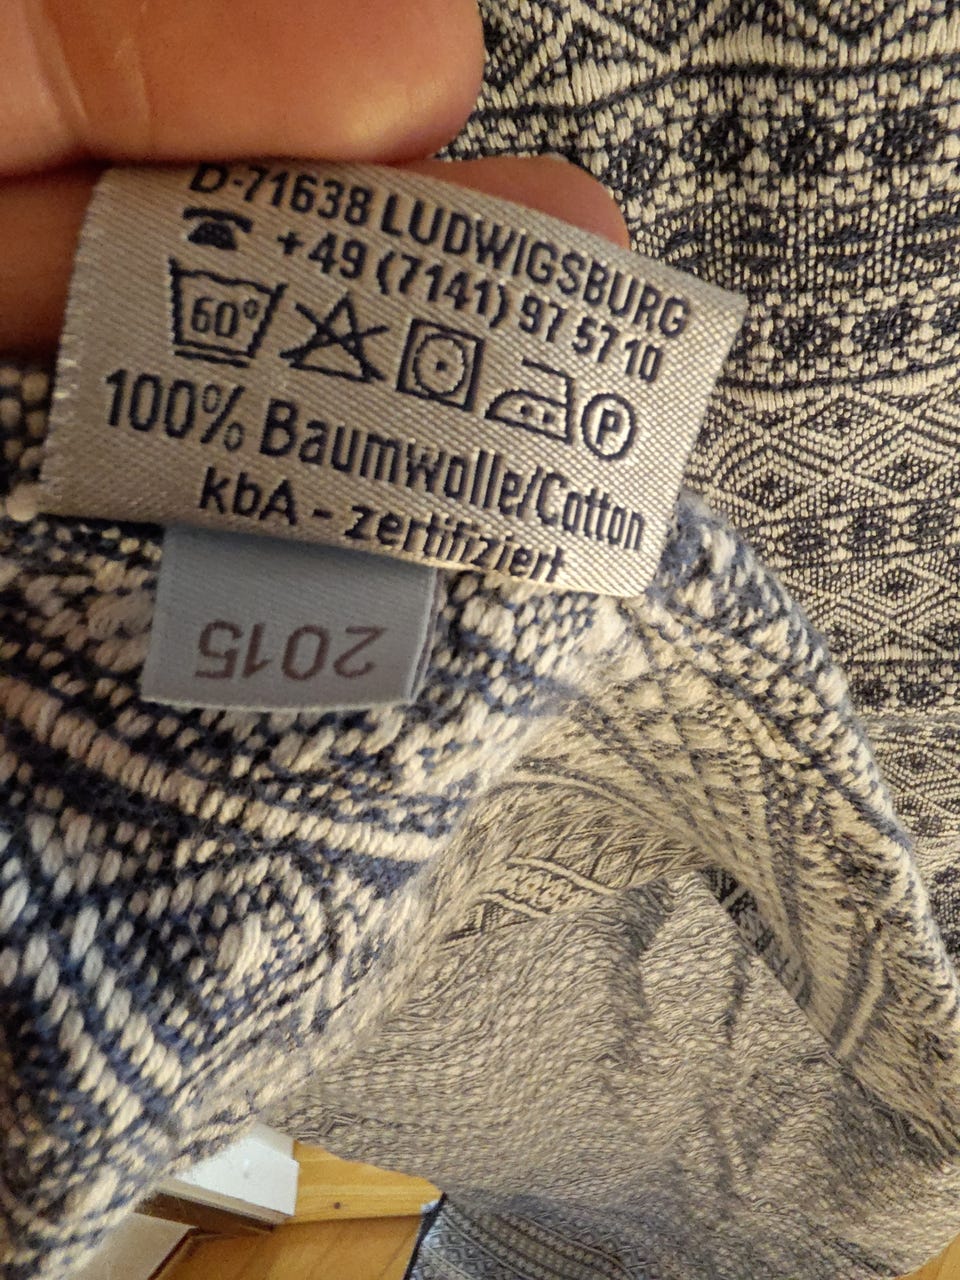 D-71638 LUDWIGSBURG
+49 (7141) 97 57 10
60°
P
100% Baumwolle/Cotton
kbA - zertifiziert
2015